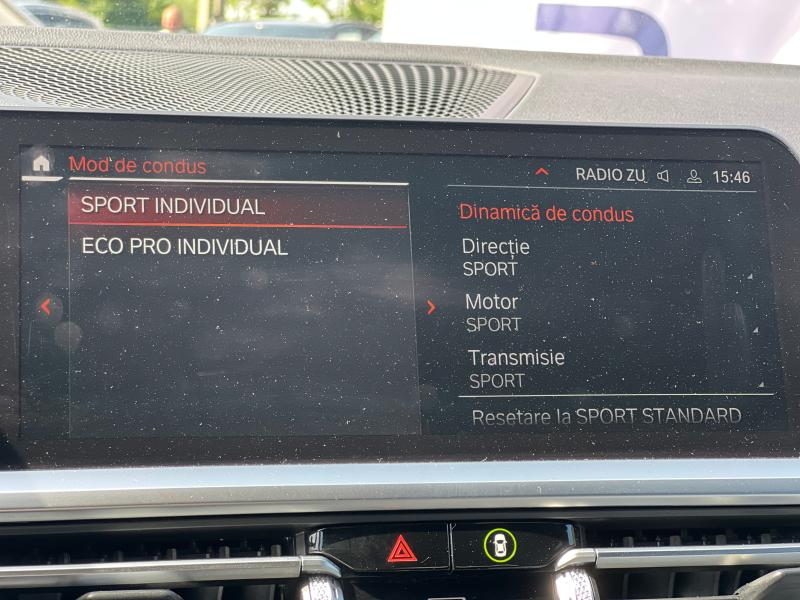 Mod de condus
RADIO ZU 15:46
SPORT INDIVIDUAL
ECO PRO INDIVIDUAL
Dinamică de condus
Direcție
SPORT
Motor
SPORT
Transmisie
SPORT
Resetare la SPORT STANDARD